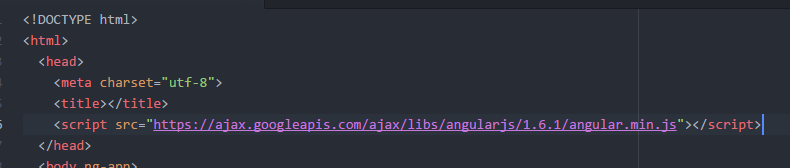 <!DOCTYPE html>
<html>
<head>
<meta charset="utf-8">
<title></title>
<script src="https://ajax.googleapis.com/ajax/libs/angularjs/1.6.1/angular.min.js"></script>
</head>
<body ng-app>